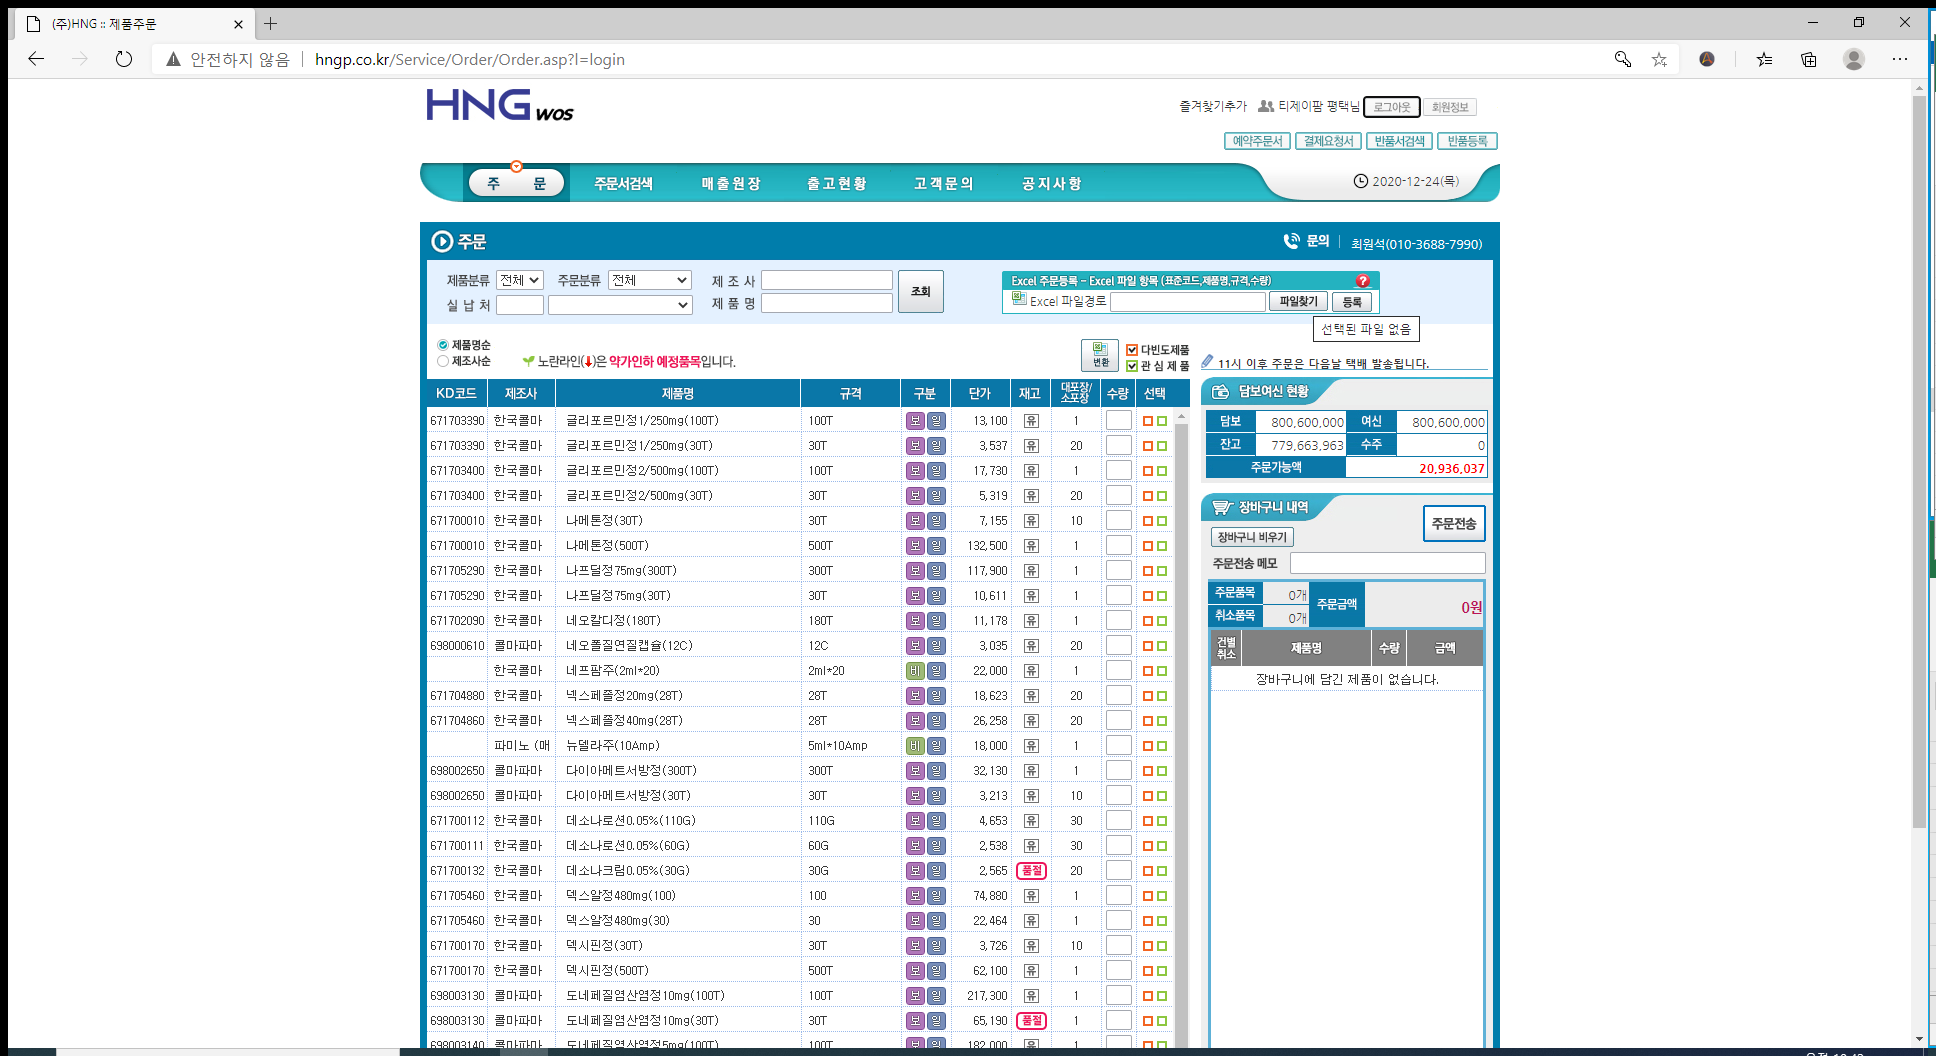 (주)HNG :: 제품주문
안전하지 않음 hngp.co.kr/Service/Order/Order.asp?l=login
HNG wos
즐겨찾기추가 티제이팜 평택님 로그아웃 회원정보
예약주문서 결제요청서 반품서검색 반품등록
주 문 주문서검색 매출원장 출고현황 고객문의 공지사항 2020-12-24(목)
주문 문의 최원석(010-3688-7990)
제품분류 전체 주문분류 전체 제 조 사 조회
실 납 처 제 품 명
Excel 주문등록 - Excel 파일 항목 (표준코드,제품명,규격,수량) ?
Excel 파일경로 파일찾기 등록
선택된 파일 없음
제품명순
제조사순 노란라인(↓)은 약가인하 예정품목입니다.
변환 다빈도제품
관 심 제 품
11시 이후 주문은 다음날 택배 발송됩니다.
KD코드 제조사 제품명 규격 구분 단가 재고 대포장/소포장 수량 선택
671703390 한국콜마 글리포르민정1/250mg(100T) 100T 보 일 13,100 유 1
671703390 한국콜마 글리포르민정1/250mg(30T) 30T 보 일 3,537 유 20
671703400 한국콜마 글리포르민정2/500mg(100T) 100T 보 일 17,730 유 1
671703400 한국콜마 글리포르민정2/500mg(30T) 30T 보 일 5,319 유 20
671700010 한국콜마 나메톤정(30T) 30T 보 일 7,155 유 10
671700010 한국콜마 나메톤정(500T) 500T 보 일 132,500 유 1
671705290 한국콜마 나프덜정75mg(300T) 300T 보 일 117,900 유 1
671705290 한국콜마 나프덜정75mg(30T) 30T 보 일 10,611 유 1
671702090 한국콜마 네오칼디정(180T) 180T 보 일 11,178 유 1
698000610 콜마파마 네오폴질연질캡슐(12C) 12C 보 일 3,035 유 20
한국콜마 네프팜주(2ml*20) 2ml*20 비 일 22,000 유 1
671704880 한국콜마 넥스페플정20mg(28T) 28T 보 일 18,623 유 20
671704860 한국콜마 넥스페플정40mg(28T) 28T 보 일 26,258 유 20
파미노 (매 뉴델라주(10Amp) 5ml*10Amp 비 일 18,000 유 1
698002650 콜마파마 다이아메트서방정(300T) 300T 보 일 32,130 유 1
698002650 콜마파마 다이아메트서방정(30T) 30T 보 일 3,213 유 10
671700112 한국콜마 데소나로션0.05%(110G) 110G 보 일 4,653 유 30
671700111 한국콜마 데소나로션0.05%(60G) 60G 보 일 2,538 유 30
671700132 한국콜마 데소나크림0.05%(30G) 30G 보 일 2,565 품절 20
671705460 한국콜마 덱스알정480mg(100) 100 보 일 74,880 유 1
671705460 한국콜마 덱스알정480mg(30) 30 보 일 22,464 유 1
671700170 한국콜마 덱시핀정(30T) 30T 보 일 3,726 유 10
671700170 한국콜마 덱시핀정(500T) 500T 보 일 62,100 유 1
698003130 콜마파마 도네페질염산염정10mg(100T) 100T 보 일 217,300 유 1
698003130 콜마파마 도네페질염산염정10mg(30T) 30T 보 일 65,190 품절 1
698003140 콜마파마 도네페질염산염정5mg(100T) 100T 보 일 182,000 유 1
담보여신 현황
담보 800,600,000 여신 800,600,000
잔고 779,663,963 수주 0
주문가능액 20,936,037
장바구니 내역 주문전송
장바구니 비우기
주문전송 메모
주문품목 0개 주문금액 0원
취소품목 0개
건별취소 제품명 수량 금액
장바구니에 담긴 제품이 없습니다.